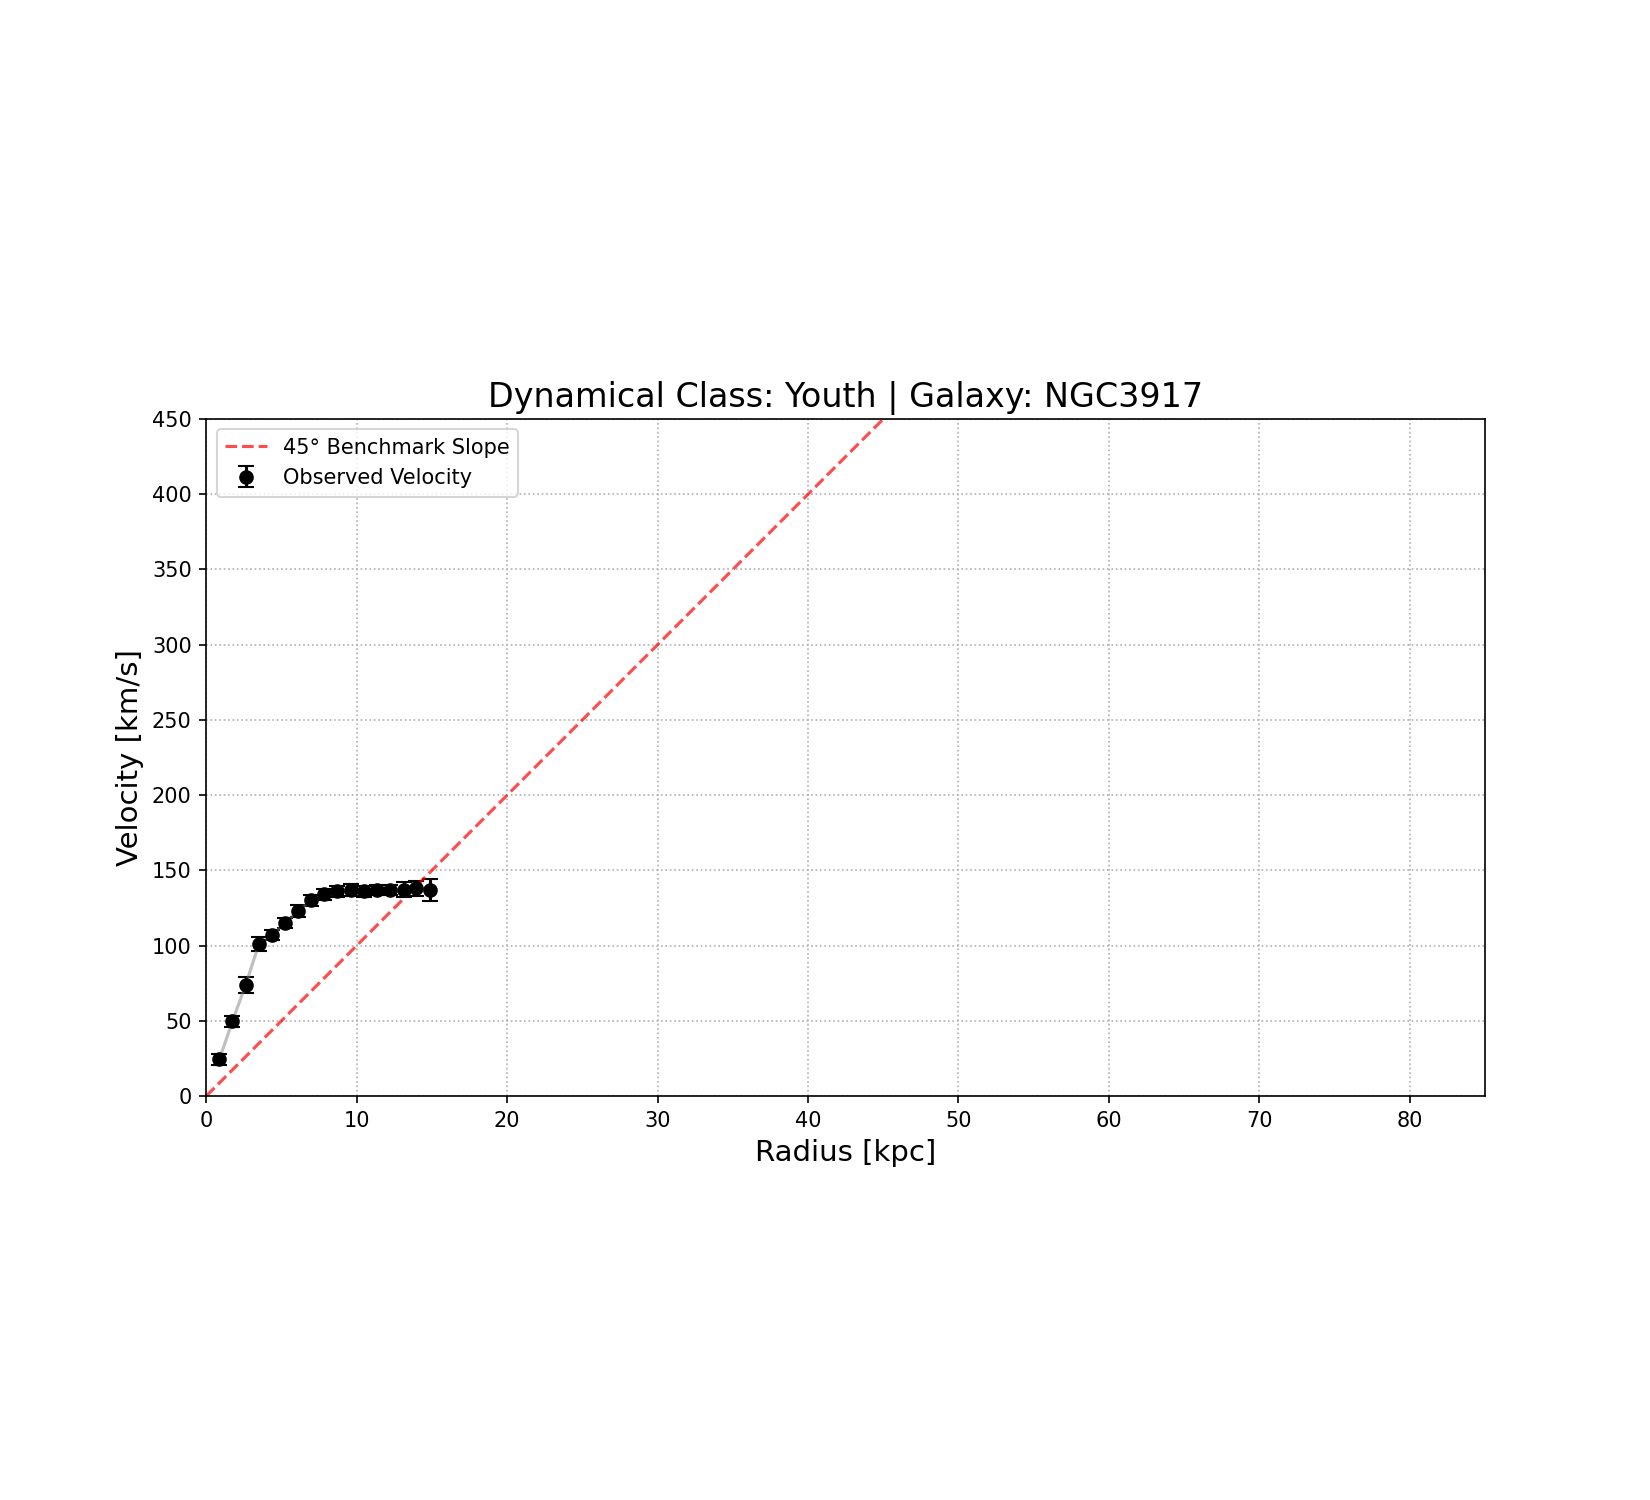 Dynamical Class: Youth | Galaxy: NGC3917
45° Benchmark Slope
Observed Velocity
450
400
350
300
250
200
150
100
50
0
Velocity [km/s]
0 10 20 30 40 50 60 70 80
Radius [kpc]